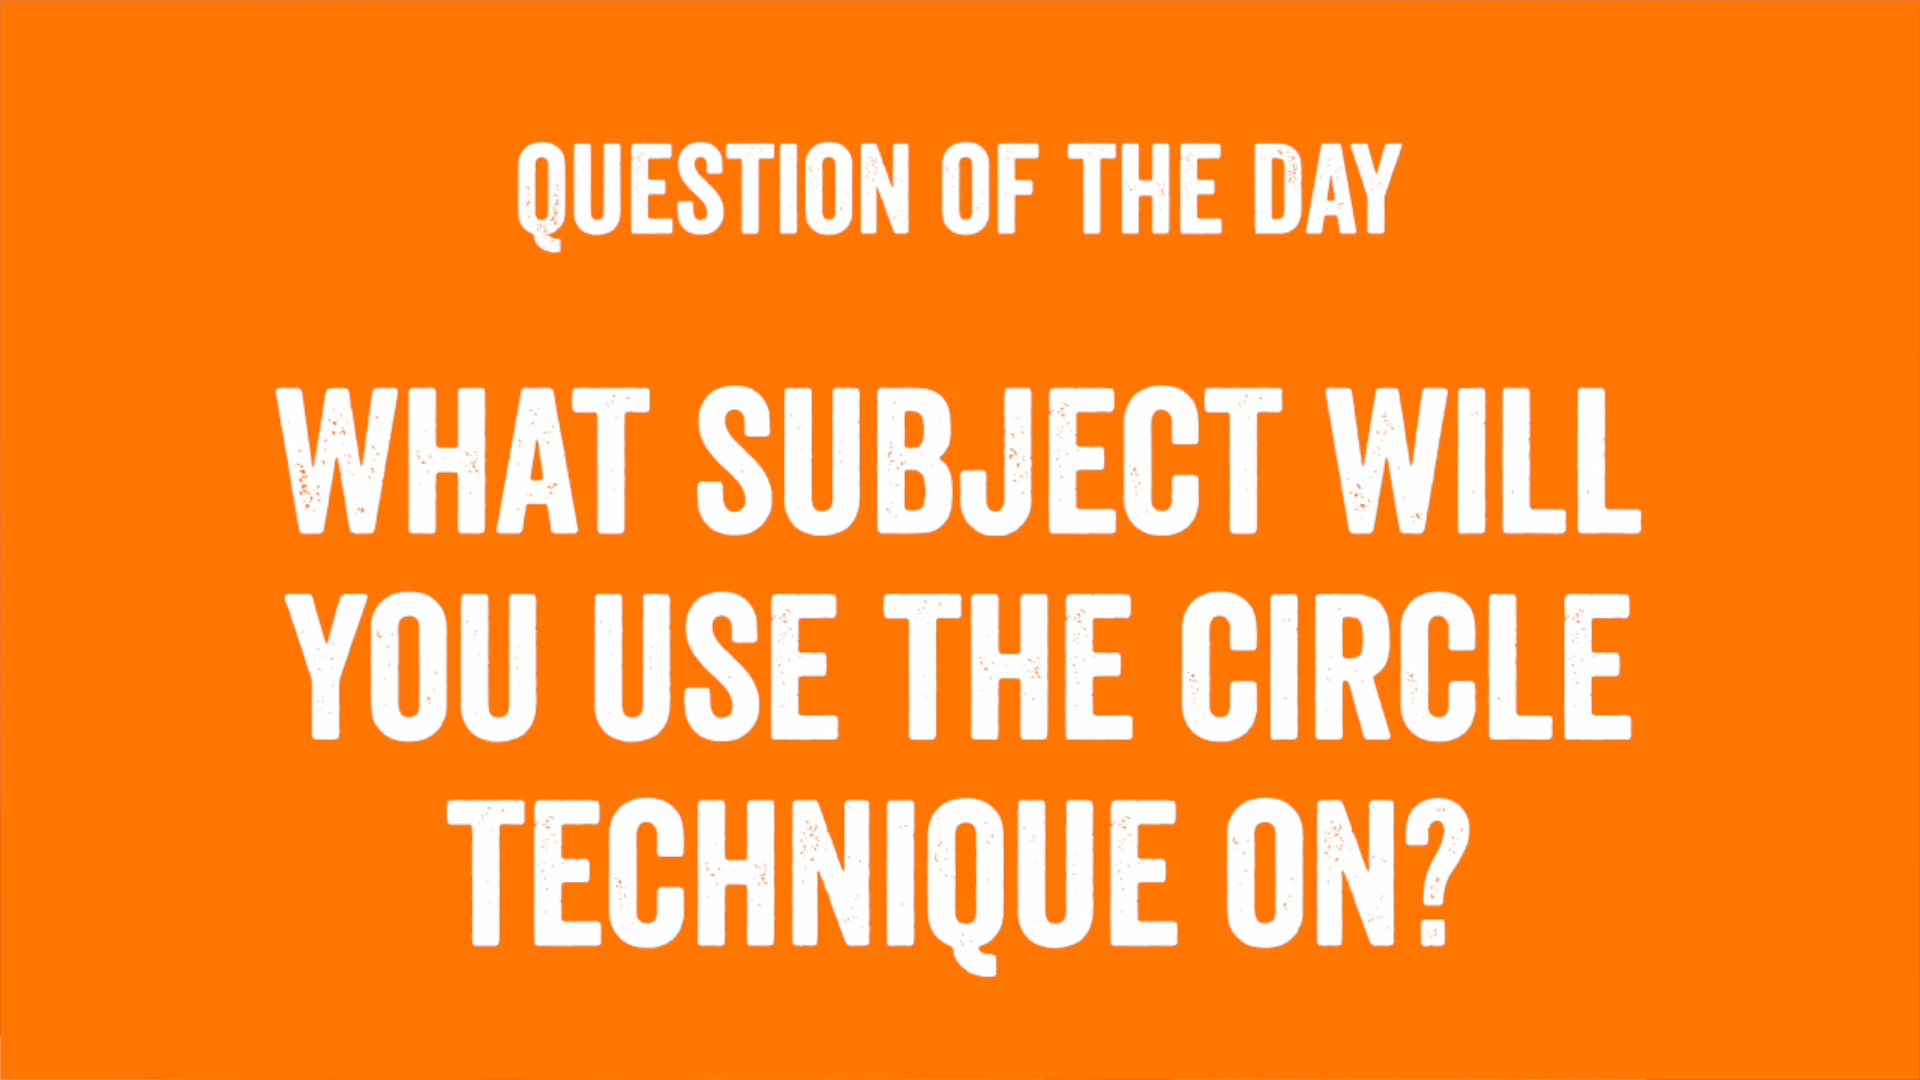 QUESTION OF THE DAY
WHAT SUBJECT WILL
YOU USE THE CIRCLE
TECHNIQUE ON?